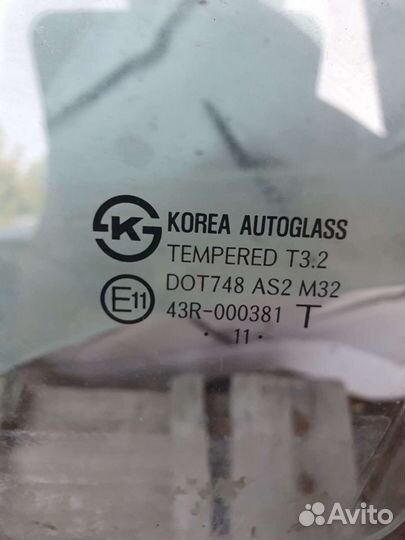 K
KOREA AUTOGLASS
TEMPERED T3.2
DOT748 AS2 M32
E11 43R-000381 T
· 11 ·
Avito